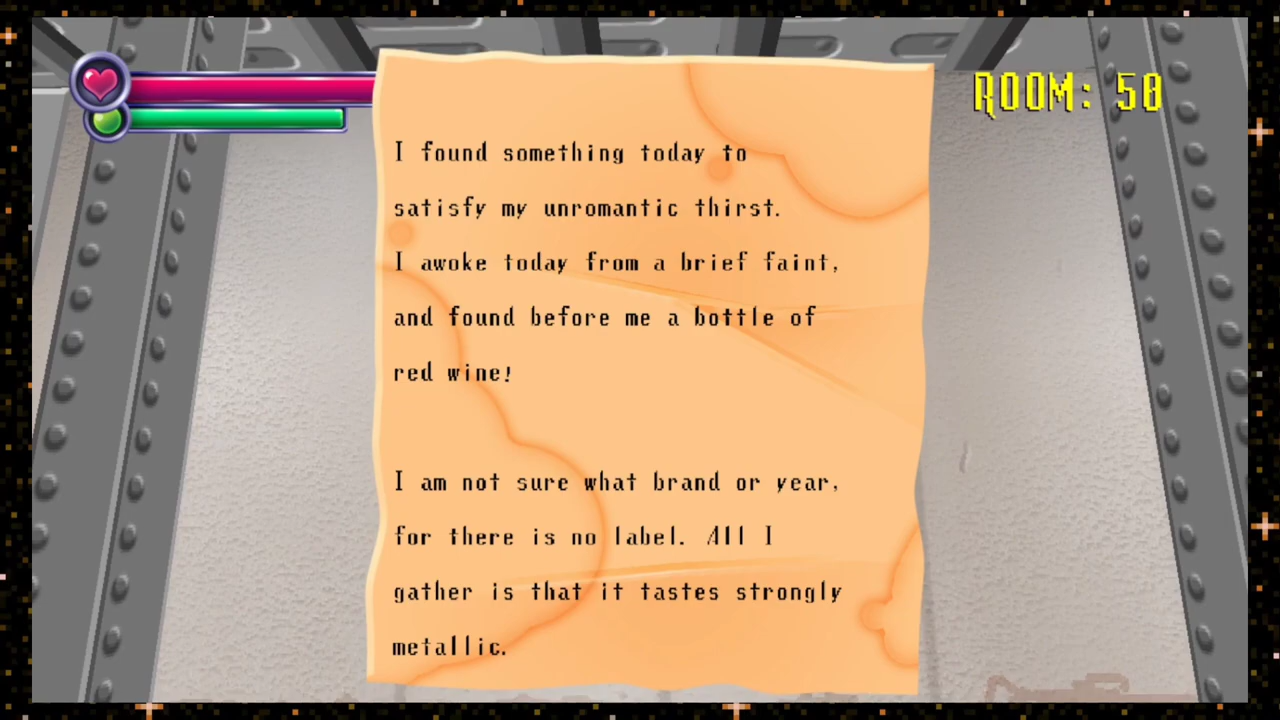 ROOM: 50
I found something today to
satisfy my unromantic thirst.
I awoke today from a brief faint,
and found before me a bottle of
red wine!
I am not sure what brand or year,
for there is no label. All I
gather is that it tastes strongly
metallic.